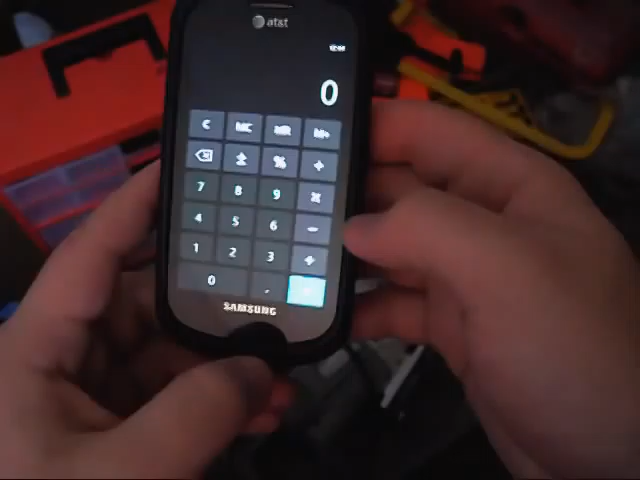 at&t
0
C MC MR M+
± % ÷
7 8 9 x
4 5 6 -
1 2 3 +
0 .
SAMSUNG